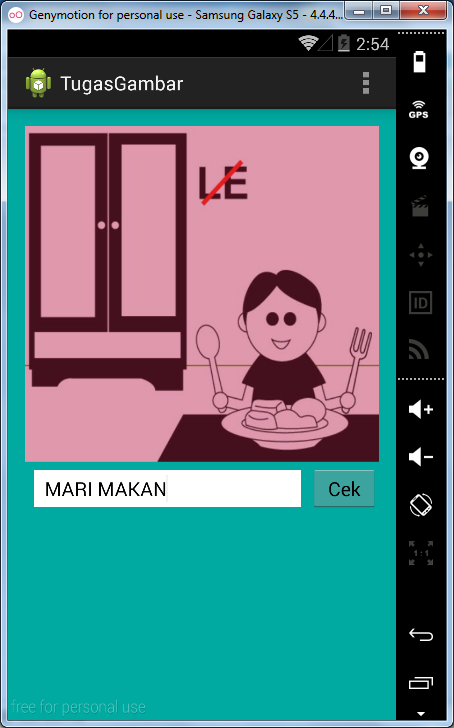 Genymotion for personal use - Samsung Galaxy S5 - 4.4.4...
2:54
TugasGambar
GPS
LE
ID
MARI MAKAN
Cek
1:1
free for personal use